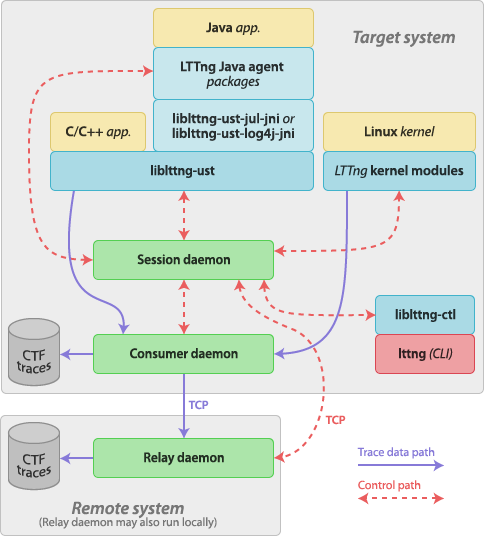 Java app.
Target system
LTTng Java agent
packages
C/C++ app.
liblttng-ust-jul-jni or
liblttng-ust-log4j-jni
Linux kernel
liblttng-ust
LTTng kernel modules
Session daemon
liblttng-ctl
CTF
traces
Consumer daemon
lttng (CLI)
TCP
TCP
CTF
traces
Relay daemon
Trace data path
Control path
Remote system
(Relay daemon may also run locally)